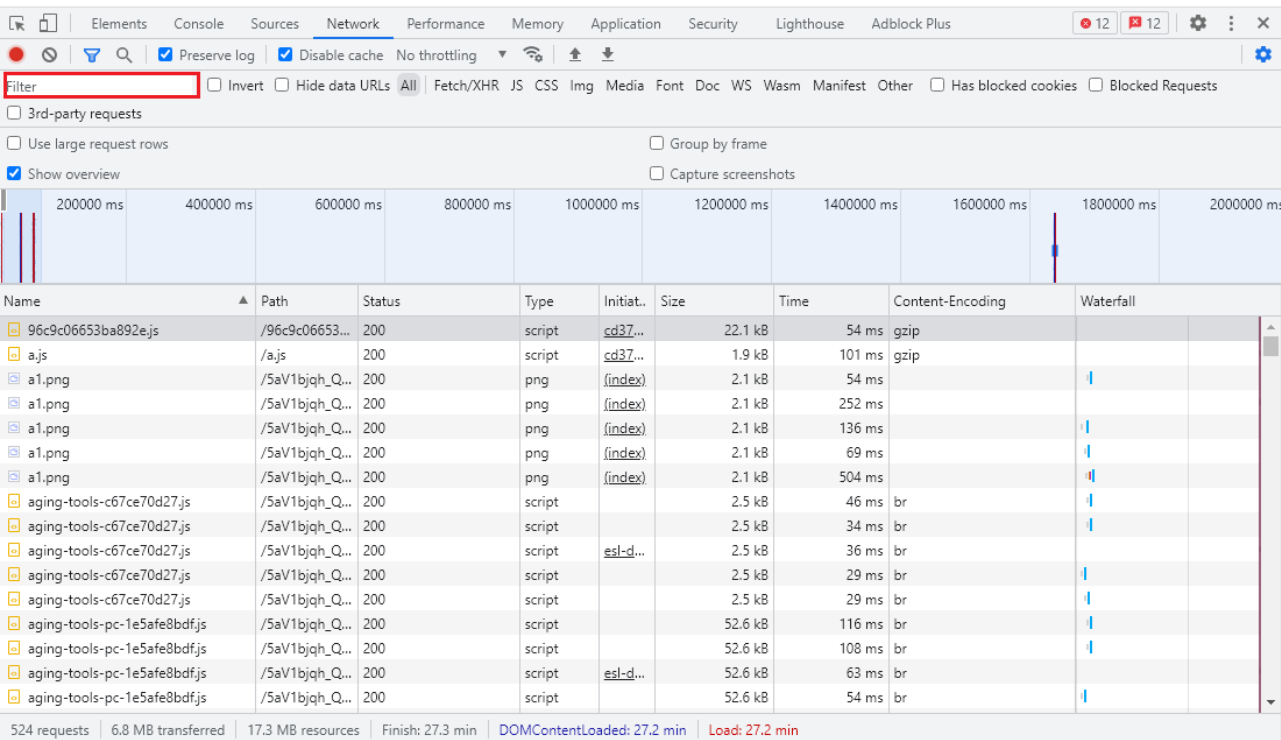 Elements Console Sources Network Performance Memory Application Security Lighthouse Adblock Plus 12 12
Preserve log Disable cache No throttling
Filter Invert Hide data URLs All Fetch/XHR JS CSS Img Media Font Doc WS Wasm Manifest Other Has blocked cookies Blocked Requests
3rd-party requests
Use large request rows Group by frame
Show overview Capture screenshots
200000 ms 400000 ms 600000 ms 800000 ms 1000000 ms 1200000 ms 1400000 ms 1600000 ms 1800000 ms 2000000 ms
Name Path Status Type Initiat.. Size Time Content-Encoding Waterfall
96c9c06653ba892e.js /96c9c06653... 200 script cd37... 22.1 kB 54 ms gzip
a.js /a.js 200 script cd37... 1.9 kB 101 ms gzip
a1.png /5aV1bjqh_Q... 200 png (index) 2.1 kB 54 ms
a1.png /5aV1bjqh_Q... 200 png (index) 2.1 kB 252 ms
a1.png /5aV1bjqh_Q... 200 png (index) 2.1 kB 136 ms
a1.png /5aV1bjqh_Q... 200 png (index) 2.1 kB 69 ms
a1.png /5aV1bjqh_Q... 200 png (index) 2.1 kB 504 ms
aging-tools-c67ce70d27.js /5aV1bjqh_Q... 200 script 2.5 kB 46 ms br
aging-tools-c67ce70d27.js /5aV1bjqh_Q... 200 script 2.5 kB 34 ms br
aging-tools-c67ce70d27.js /5aV1bjqh_Q... 200 script esl-d... 2.5 kB 36 ms br
aging-tools-c67ce70d27.js /5aV1bjqh_Q... 200 script 2.5 kB 29 ms br
aging-tools-c67ce70d27.js /5aV1bjqh_Q... 200 script 2.5 kB 29 ms br
aging-tools-pc-1e5afe8bdf.js /5aV1bjqh_Q... 200 script 52.6 kB 116 ms br
aging-tools-pc-1e5afe8bdf.js /5aV1bjqh_Q... 200 script 52.6 kB 108 ms br
aging-tools-pc-1e5afe8bdf.js /5aV1bjqh_Q... 200 script esl-d... 52.6 kB 63 ms br
aging-tools-pc-1e5afe8bdf.js /5aV1bjqh_Q... 200 script 52.6 kB 54 ms br
524 requests 6.8 MB transferred 17.3 MB resources Finish: 27.3 min DOMContentLoaded: 27.2 min Load: 27.2 min